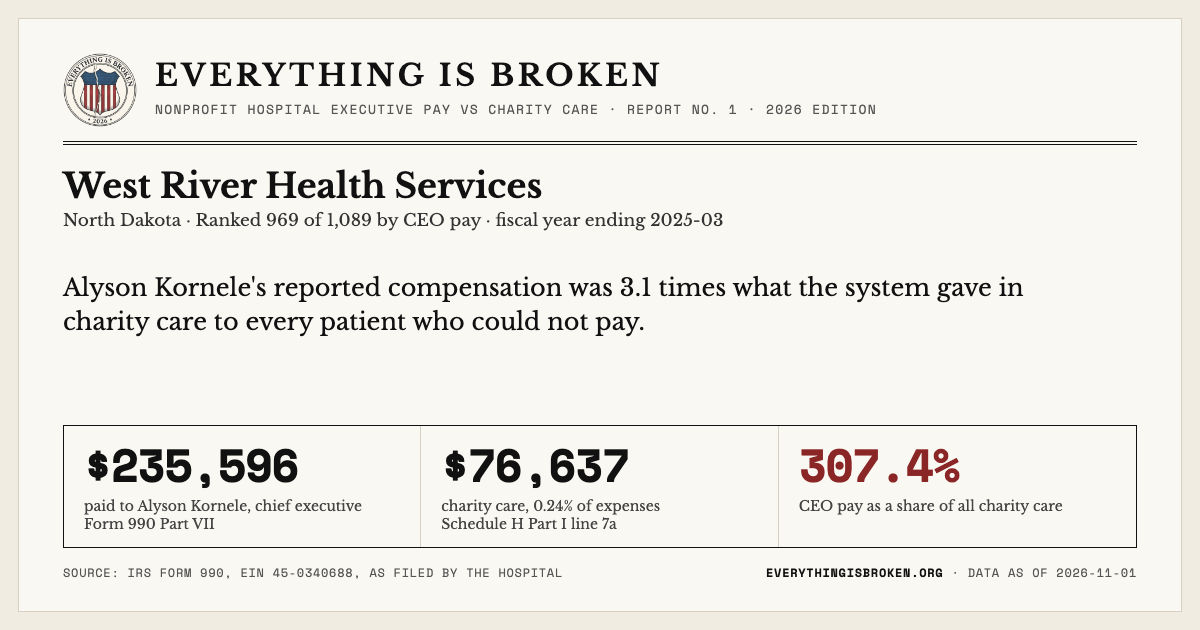 EVERYTHING IS BROKEN
2026
EVERYTHING IS BROKEN
NONPROFIT HOSPITAL EXECUTIVE PAY VS CHARITY CARE · REPORT NO. 1 · 2026 EDITION
West River Health Services
North Dakota · Ranked 969 of 1,089 by CEO pay · fiscal year ending 2025-03
Alyson Kornele's reported compensation was 3.1 times what the system gave in
charity care to every patient who could not pay.
$235,596
paid to Alyson Kornele, chief executive
Form 990 Part VII
$76,637
charity care, 0.24% of expenses
Schedule H Part I line 7a
307.4%
CEO pay as a share of all charity care
SOURCE: IRS FORM 990, EIN 45-0340688, AS FILED BY THE HOSPITAL
EVERYTHINGISBROKEN.ORG · DATA AS OF 2026-11-01